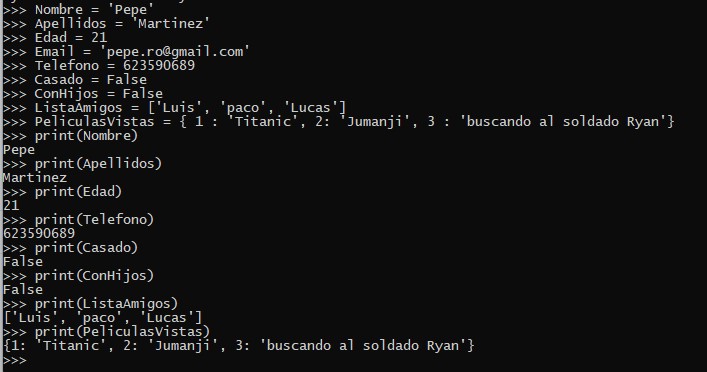 >>> Nombre = 'Pepe'
>>> Apellidos = 'Martinez'
>>> Edad = 21
>>> Email = 'pepe.ro@gmail.com'
>>> Telefono = 623590689
>>> Casado = False
>>> ConHijos = False
>>> ListaAmigos = ['Luis', 'paco', 'Lucas']
>>> PeliculasVistas = { 1 : 'Titanic', 2: 'Jumanji', 3 : 'buscando al soldado Ryan'}
>>> print(Nombre)
Pepe
>>> print(Apellidos)
Martinez
>>> print(Edad)
21
>>> print(Telefono)
623590689
>>> print(Casado)
False
>>> print(ConHijos)
False
>>> print(ListaAmigos)
['Luis', 'paco', 'Lucas']
>>> print(PeliculasVistas)
{1: 'Titanic', 2: 'Jumanji', 3: 'buscando al soldado Ryan'}
>>>